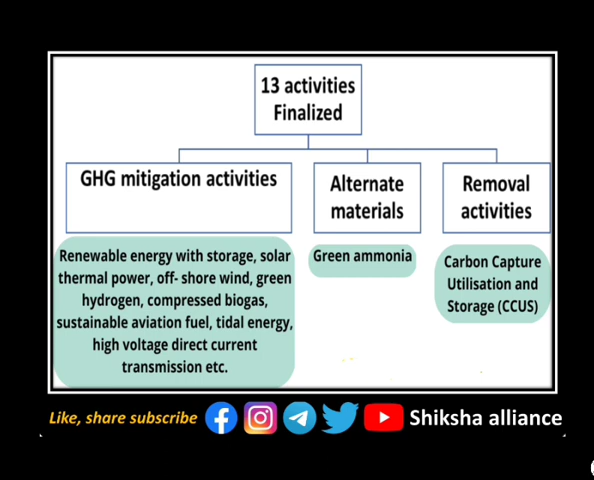 13 activities
Finalized
GHG mitigation activities
Alternate
materials
Removal
activities
Renewable energy with storage, solar
thermal power, off- shore wind, green
hydrogen, compressed biogas,
sustainable aviation fuel, tidal energy,
high voltage direct current
transmission etc.
Green ammonia
Carbon Capture
Utilisation and
Storage (CCUS)
Like, share subscribe
Shiksha alliance